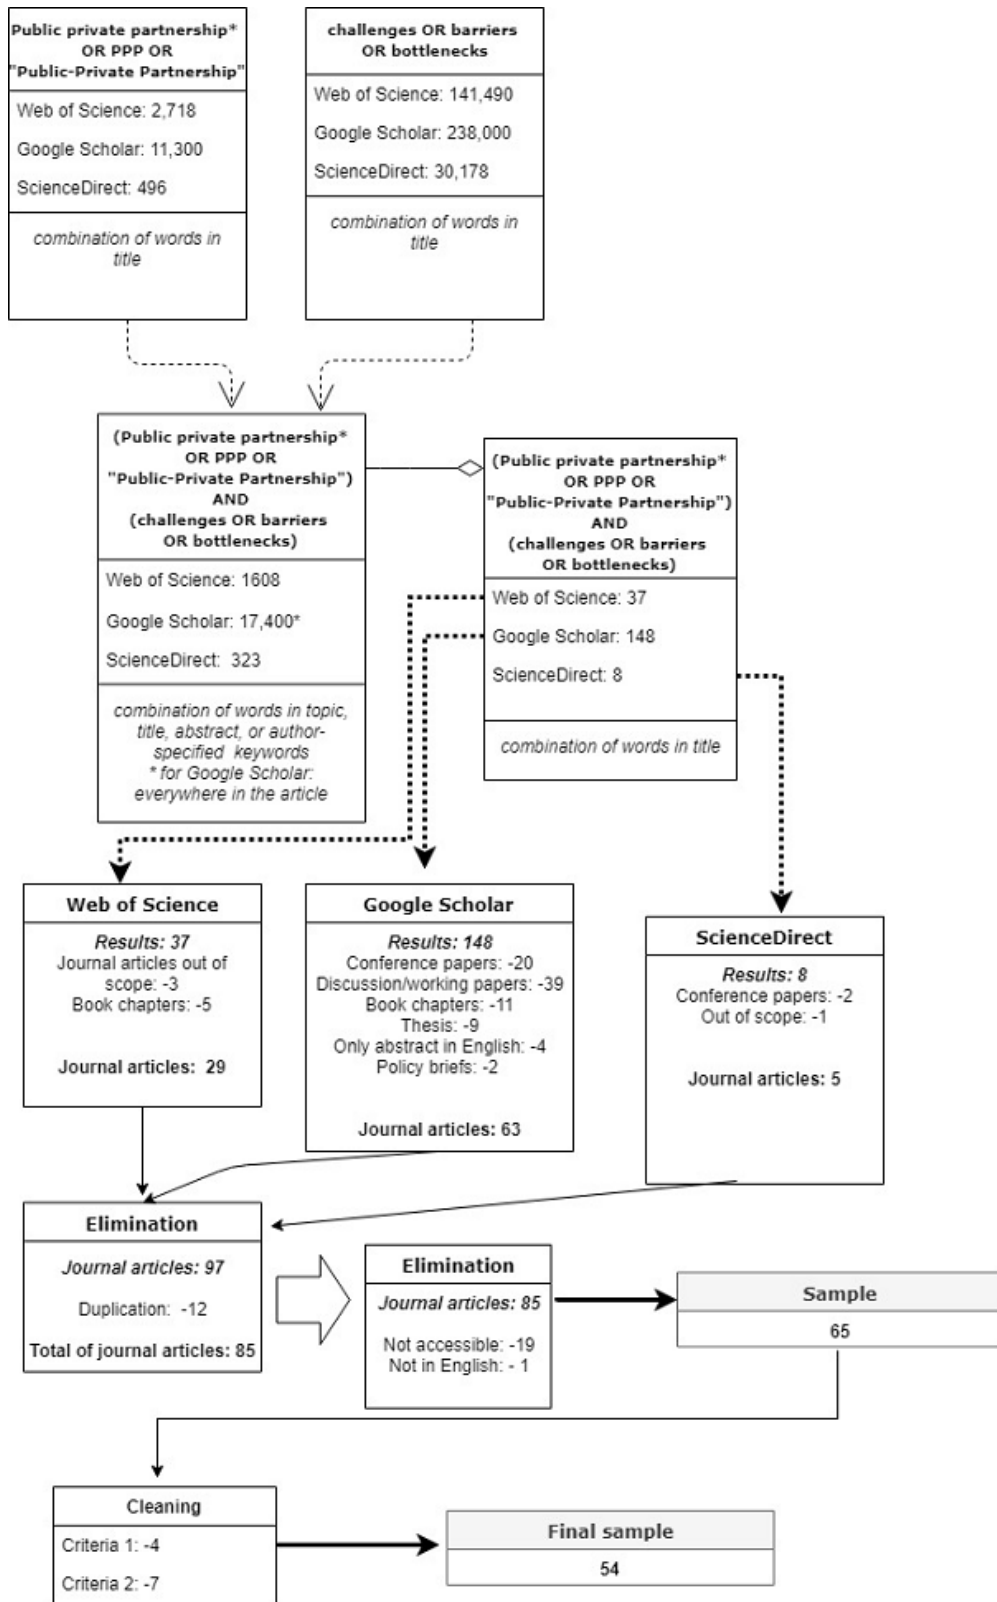 Public private partnership*
OR PPP OR
"Public-Private Partnership"
Web of Science: 2,718
Google Scholar: 11,300
ScienceDirect: 496
combination of words in
title
challenges OR barriers
OR bottlenecks
Web of Science: 141,490
Google Scholar: 238,000
ScienceDirect: 30,178
combination of words in
title
(Public private partnership*
OR PPP OR
"Public-Private Partnership")
AND
(challenges OR barriers
OR bottlenecks)
Web of Science: 1608
Google Scholar: 17,400*
ScienceDirect: 323
combination of words in topic,
title, abstract, or author-
specified keywords
* for Google Scholar:
everywhere in the article
(Public private partnership*
OR PPP OR
"Public-Private Partnership")
AND
(challenges OR barriers
OR bottlenecks)
Web of Science: 37
Google Scholar: 148
ScienceDirect: 8
combination of words in title
Web of Science
Results: 37
Journal articles out of
scope: -3
Book chapters: -5
Journal articles: 29
Google Scholar
Results: 148
Conference papers: -20
Discussion/working papers: -39
Book chapters: -11
Thesis: -9
Only abstract in English: -4
Policy briefs: -2
Journal articles: 63
ScienceDirect
Results: 8
Conference papers: -2
Out of scope: -1
Journal articles: 5
Elimination
Journal articles: 97
Duplication: -12
Total of journal articles: 85
Elimination
Journal articles: 85
Not accessible: -19
Not in English: - 1
Sample
65
Cleaning
Criteria 1: -4
Criteria 2: -7
Final sample
54